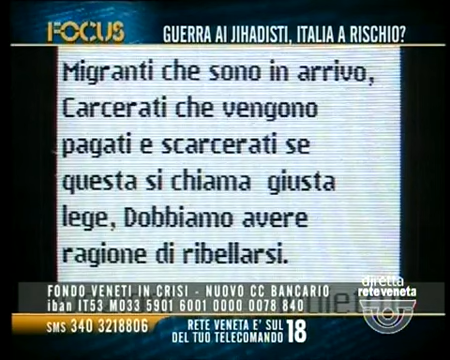 FOCUS
GUERRA AI JIHADISTI, ITALIA A RISCHIO?
Migranti che sono in arrivo,
Carcerati che vengono
pagati e scarcerati se
questa si chiama giusta
lege, Dobbiamo avere
ragione di ribellarsi.
FONDO VENETI IN CRISI - NUOVO CC BANCARIO
iban IT53 M033 5901 6001 0000 0078 840
diretta
reteveneta
SMS 340 3218806
RETE VENETA E' SUL
DEL TUO TELECOMANDO 18